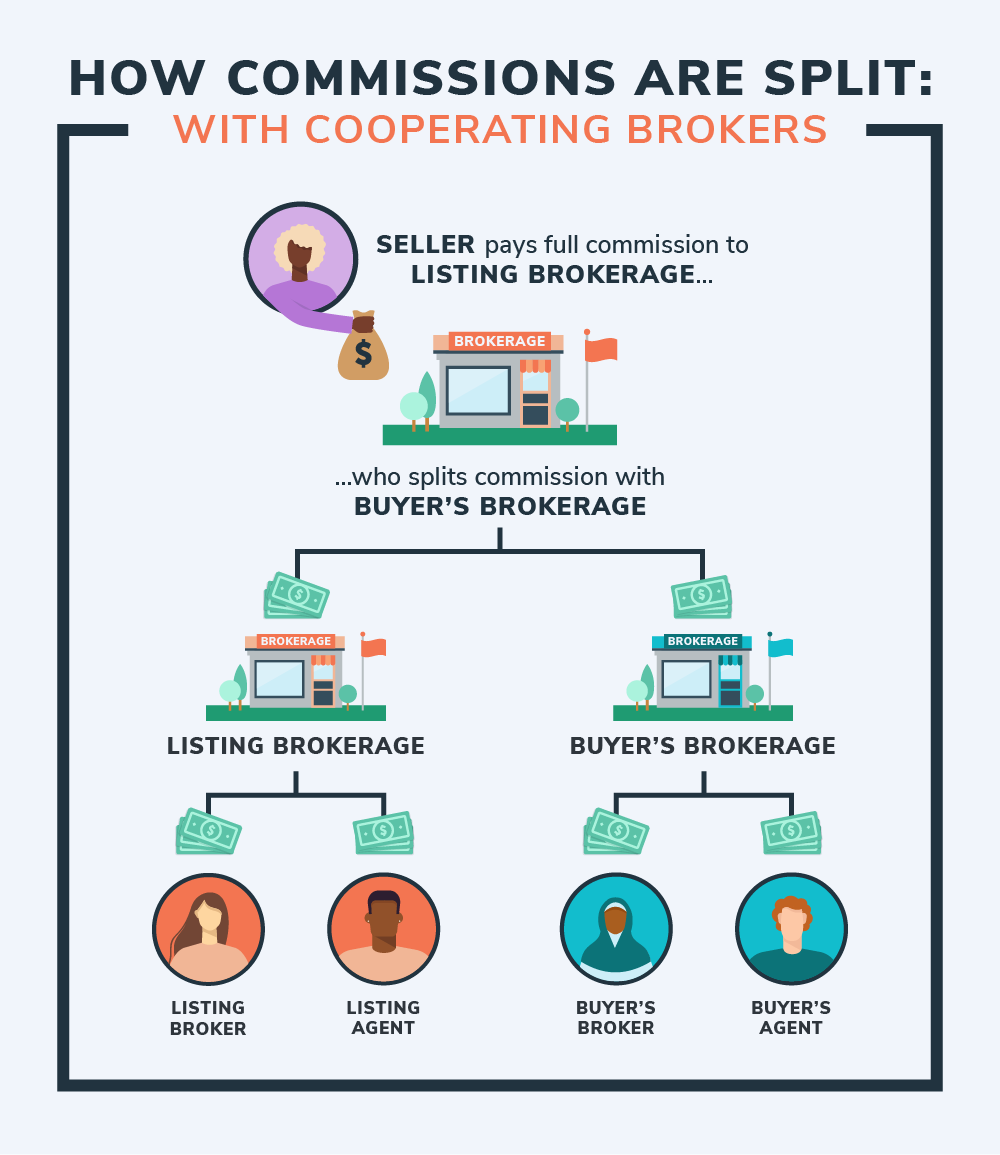 HOW COMMISSIONS ARE SPLIT:
WITH COOPERATING BROKERS
SELLER pays full commission to
LISTING BROKERAGE...
$
BROKERAGE
...who splits commission with
BUYER’S BROKERAGE
$ $
BROKERAGE BROKERAGE
LISTING BROKERAGE BUYER’S BROKERAGE
$ $ $ $
LISTING LISTING BUYER’S BUYER’S
BROKER AGENT BROKER AGENT